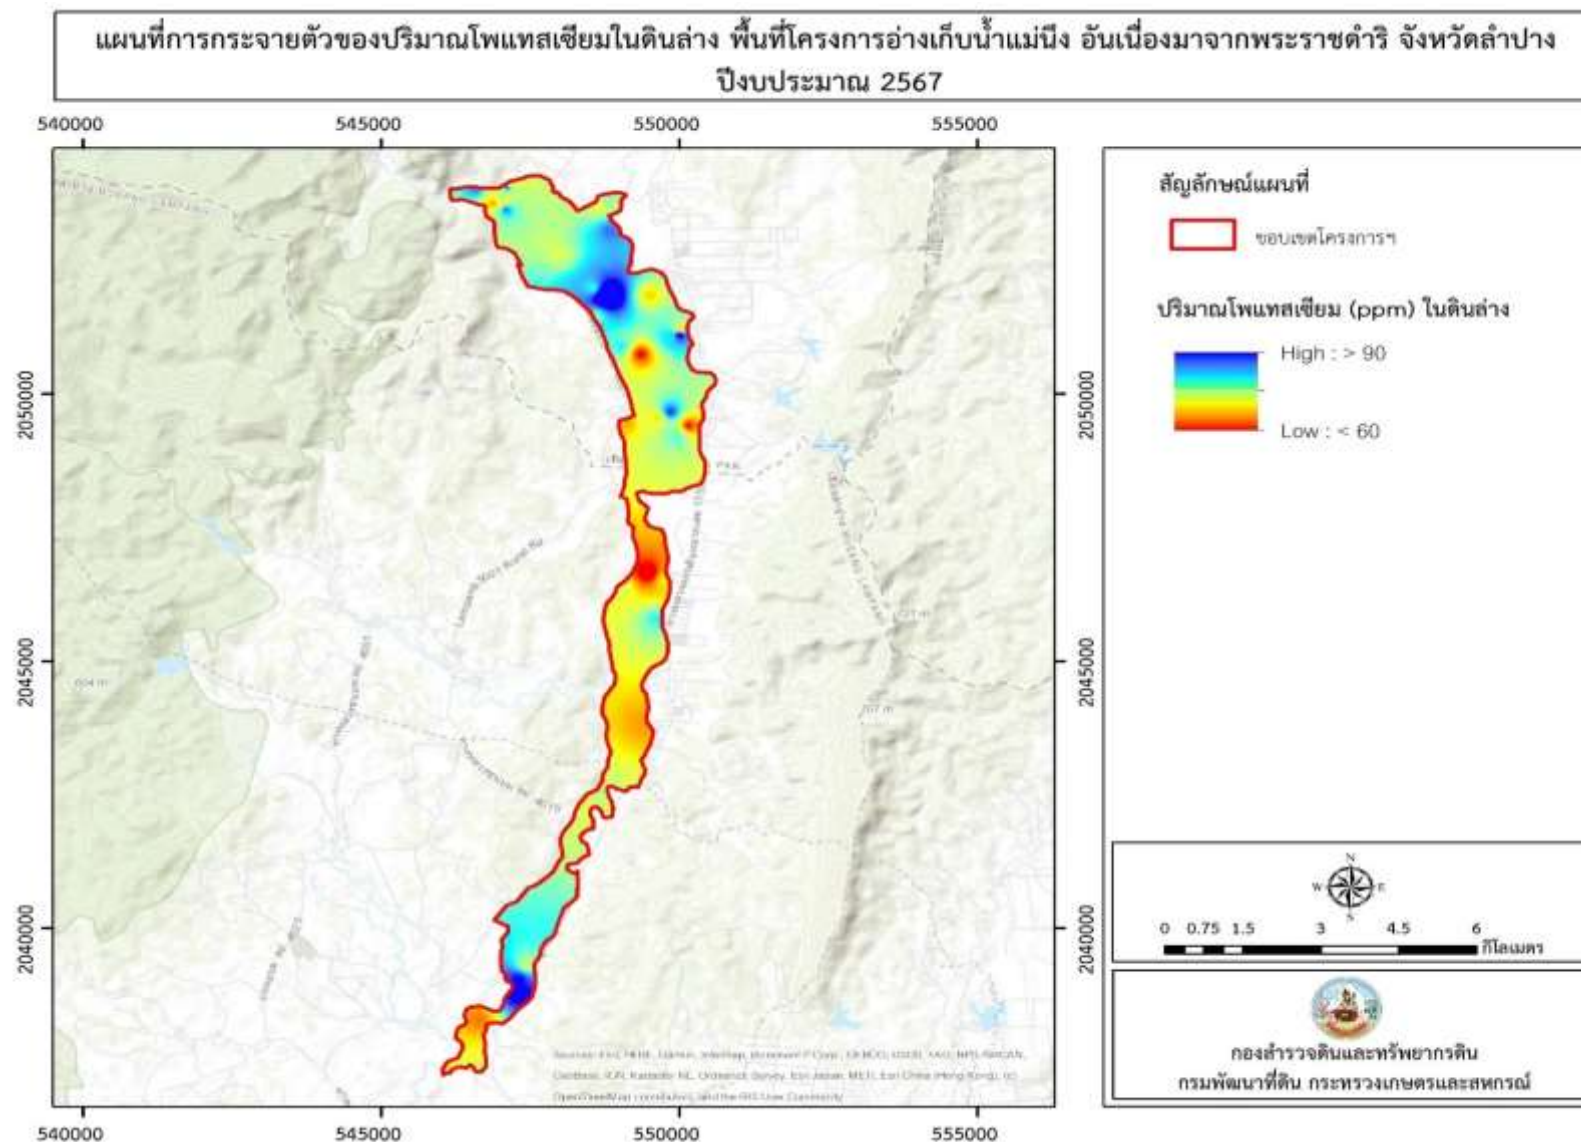 แผนที่การกระจายตัวของปริมาณโพแทสเซียมในดินล่าง พื้นที่โครงการอ่างเก็บน้ำแม่นึง อันเนื่องมาจากพระราชดำริ จังหวัดลำปาง
ปีงบประมาณ 2567
540000 545000 550000 555000
สัญลักษณ์แผนที่
ขอบเขตโครงการฯ
ปริมาณโพแทสเซียม (ppm) ในดินล่าง
High : > 90
Low : < 60
2050000 2050000
2045000 2045000
2040000 2040000
N
W E
S
0 0.75 1.5 3 4.5 6
กิโลเมตร
กองสำรวจดินและทรัพยากรดิน
กรมพัฒนาที่ดิน กระทรวงเกษตรและสหกรณ์
540000 545000 550000 555000